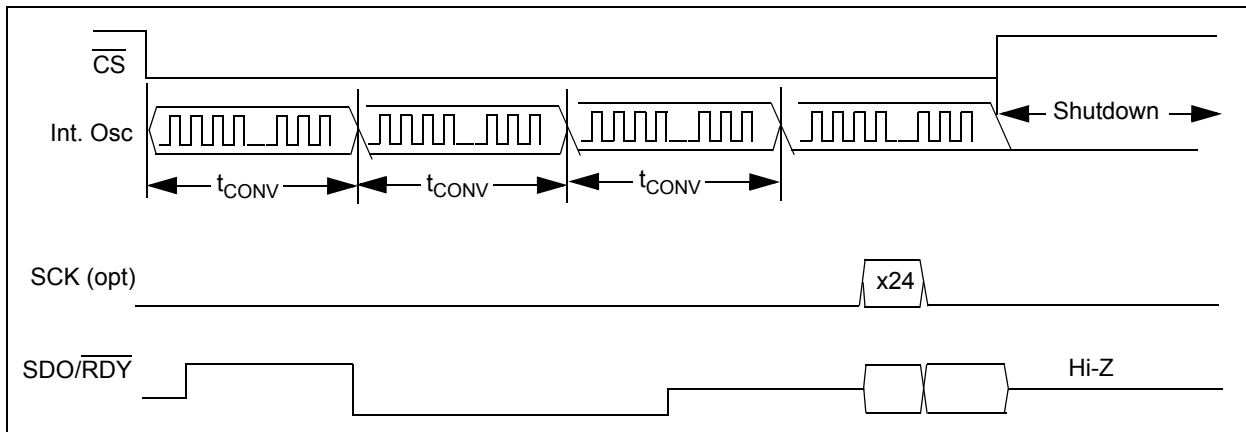 CS
Int. Osc
Shutdown
tCONV
tCONV
tCONV
SCK (opt)
x24
SDO/RDY
Hi-Z